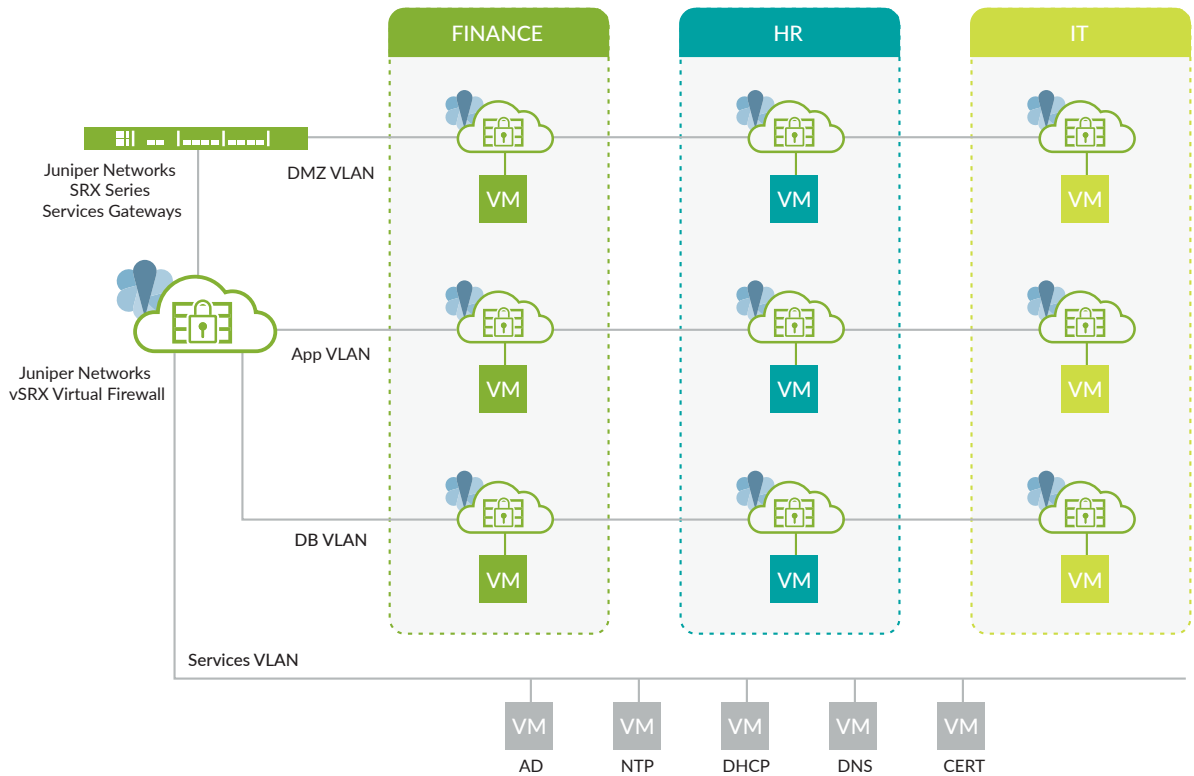 FINANCE
HR
IT
Juniper Networks
SRX Series
Services Gateways
DMZ VLAN
VM
VM
VM
Juniper Networks
vSRX Virtual Firewall
App VLAN
VM
VM
VM
DB VLAN
VM
VM
VM
Services VLAN
VM
VM
VM
VM
VM
AD
NTP
DHCP
DNS
CERT